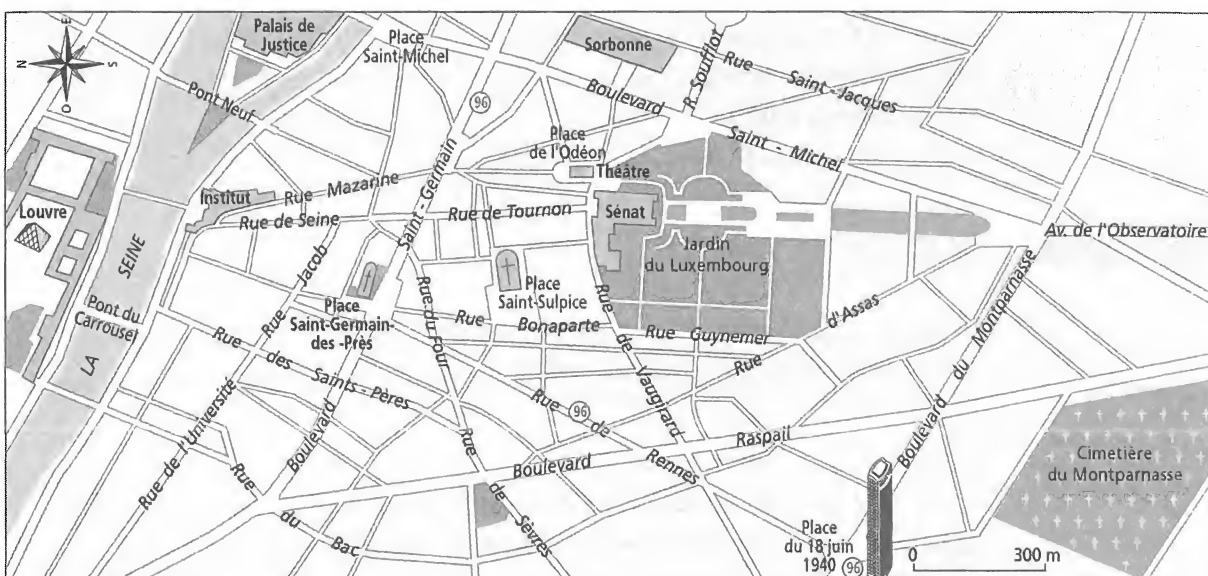 E
N
S
O
Palais de
Justice
Place
Saint-Michel
Sorbonne
R. Soufflot
Rue Saint-Jacques
Pont Neuf
96
Boulevard Saint-Michel
Place
de l'Odéon
Théâtre
Institut
Rue Mazarine
Saint-Germain
Louvre
Rue de Seine
Rue de Tournon
Sénat
Av. de l'Observatoire
LA SEINE
Jardin
du Luxembourg
Rue Jacob
Pont du
Carrousel
Place
Saint-Germain-
des -Près
Rue du Four
Place
Saint-Sulpice
Rue Bonaparte
Rue de Vaugirard
Rue Guynemer
Rue d'Assas
Boulevard du Montparnasse
Rue des Saints-Pères
Rue de l'Université
Boulevard
Rue de Rennes
96
Boulevard Raspail
Rue de Sèvres
Rue du Bac
Cimetière
du Montparnasse
Place
du 18 juin
1940
96
0 300 m